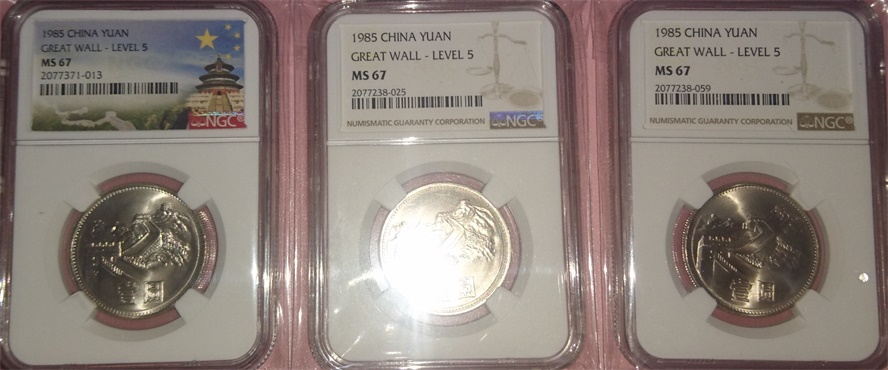 1985 CHINA YUAN
GREAT WALL - LEVEL 5
MS 67
2077371-013
NGC
1985 CHINA YUAN
GREAT WALL - LEVEL 5
MS 67
2077238-025
NUMISMATIC GUARANTY CORPORATION
NGC
1985 CHINA YUAN
GREAT WALL - LEVEL 5
MS 67
2077238-059
NUMISMATIC GUARANTY CORPORATION
NGC
壹圆
壹圆
壹圆